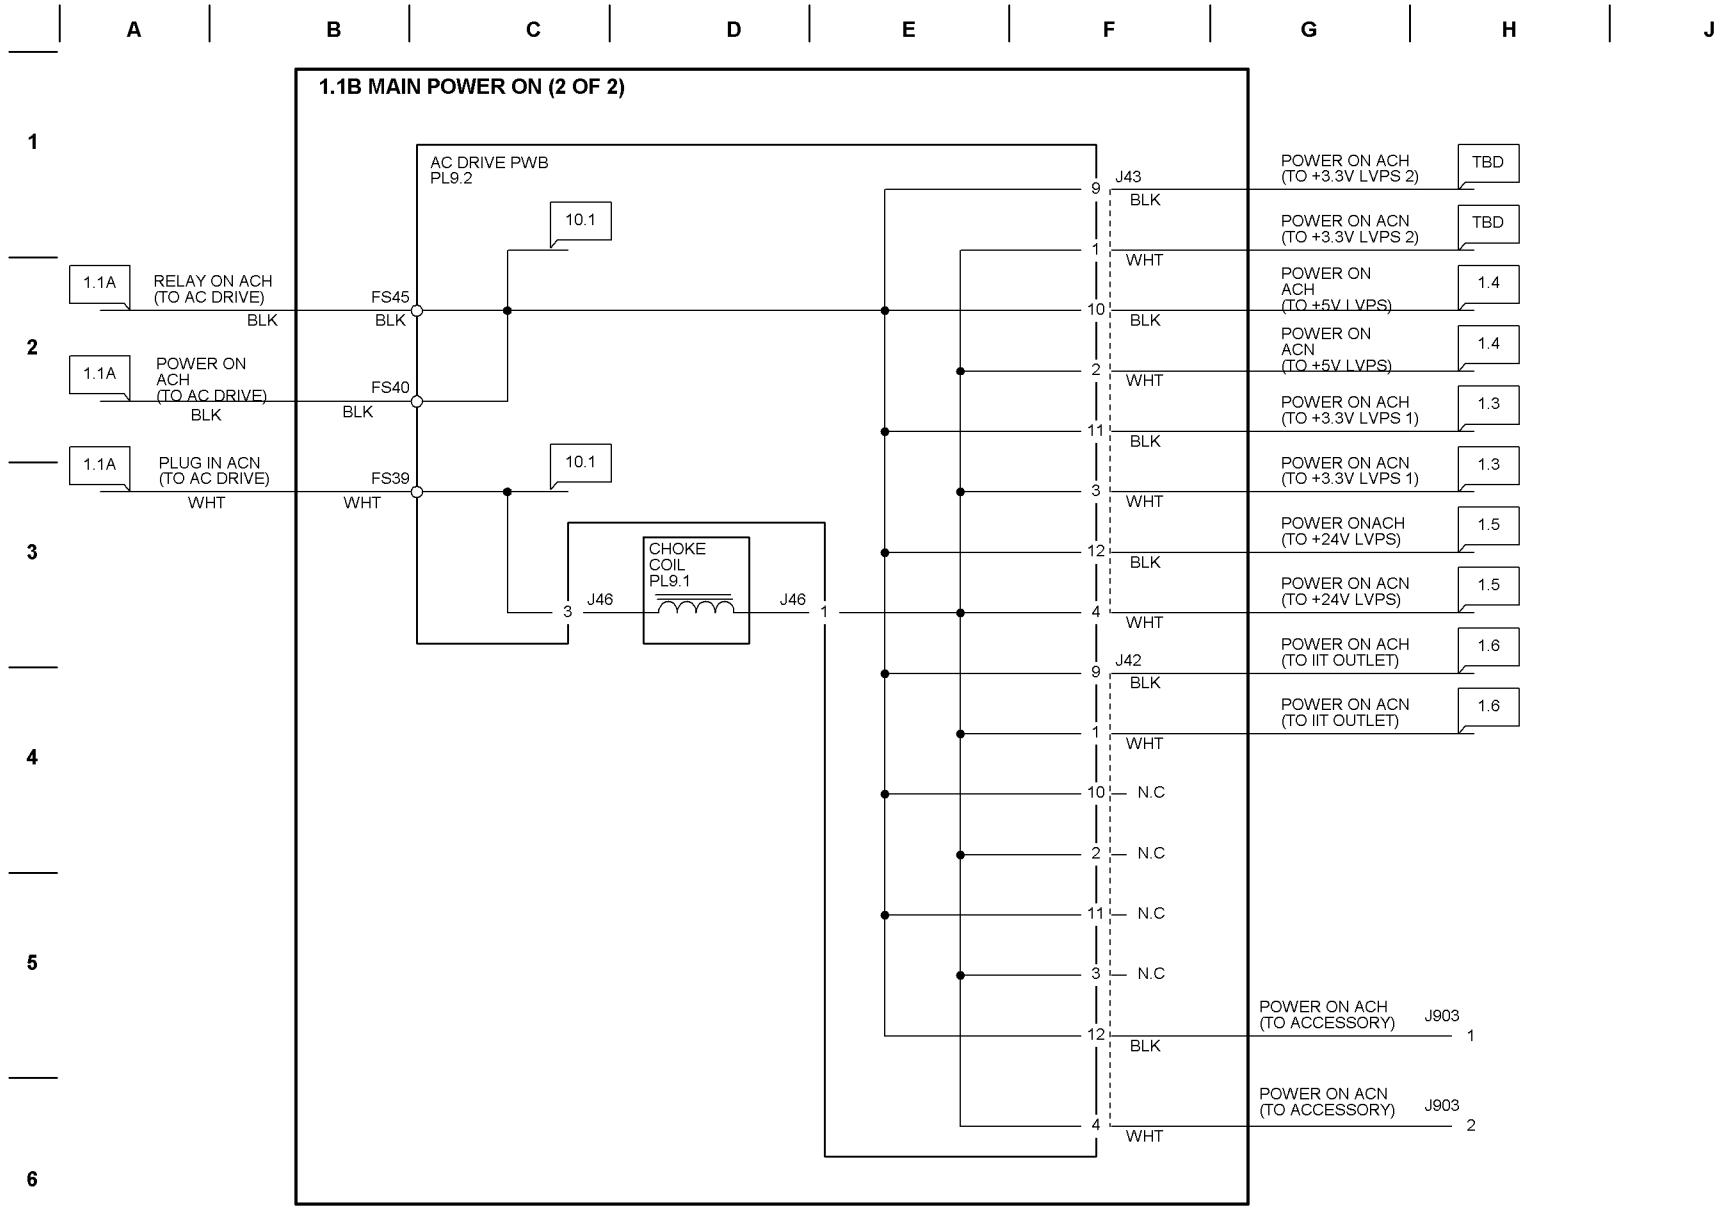 A B C D E F G H J
1.1B MAIN POWER ON (2 OF 2)
1
AC DRIVE PWB
PL9.2
10.1
9 J43
BLK
POWER ON ACH
(TO +3.3V LVPS 2)
TBD
1
WHT
POWER ON ACN
(TO +3.3V LVPS 2)
TBD
1.1A
RELAY ON ACH
(TO AC DRIVE)
BLK
FS45
BLK
10
BLK
POWER ON
ACH
(TO +5V LVPS)
1.4
2
1.1A
POWER ON
ACH
(TO AC DRIVE)
BLK
FS40
BLK
2
WHT
POWER ON
ACN
(TO +5V LVPS)
1.4
11
BLK
POWER ON ACH
(TO +3.3V LVPS 1)
1.3
1.1A
PLUG IN ACN
(TO AC DRIVE)
WHT
FS39
WHT
10.1
3
WHT
POWER ON ACN
(TO +3.3V LVPS 1)
1.3
3
CHOKE
COIL
PL9.1
3 J46
J46 1
12
BLK
POWER ONACH
(TO +24V LVPS)
1.5
4
WHT
POWER ON ACN
(TO +24V LVPS)
1.5
9 J42
BLK
POWER ON ACH
(TO IIT OUTLET)
1.6
4
1
WHT
POWER ON ACN
(TO IIT OUTLET)
1.6
10 N.C
2 N.C
11 N.C
5
3 N.C
12
BLK
POWER ON ACH
(TO ACCESSORY)
J903
1
4
WHT
POWER ON ACN
(TO ACCESSORY)
J903
2
6